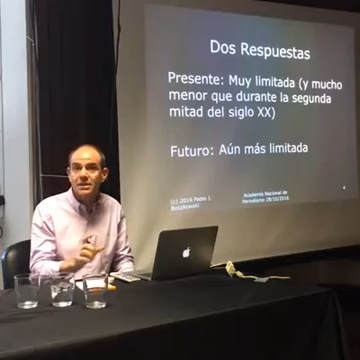 Dos Respuestas
Presente: Muy limitada (y mucho
menor que durante la segunda
mitad del siglo XX)
Futuro: Aún más limitada
(c) 2016 Pablo J.
Boczkowski
Academia Nacional de
Periodismo 28/10/2016